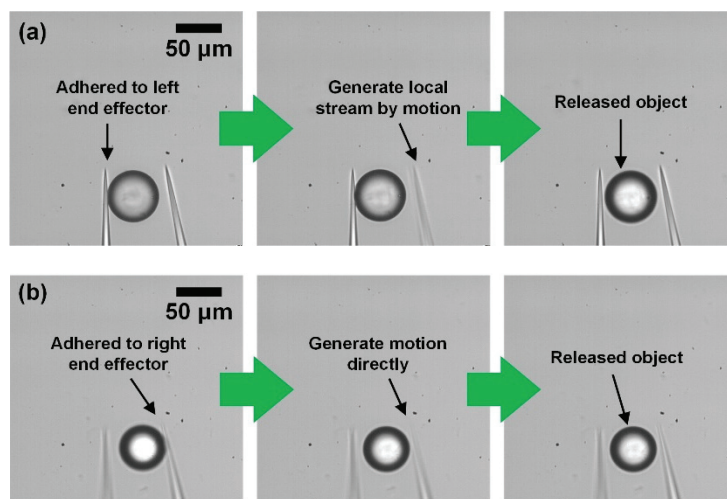 (a)
50 µm
Adhered to left
end effector
Generate local
stream by motion
Released object
(b)
50 µm
Adhered to right
end effector
Generate motion
directly
Released object